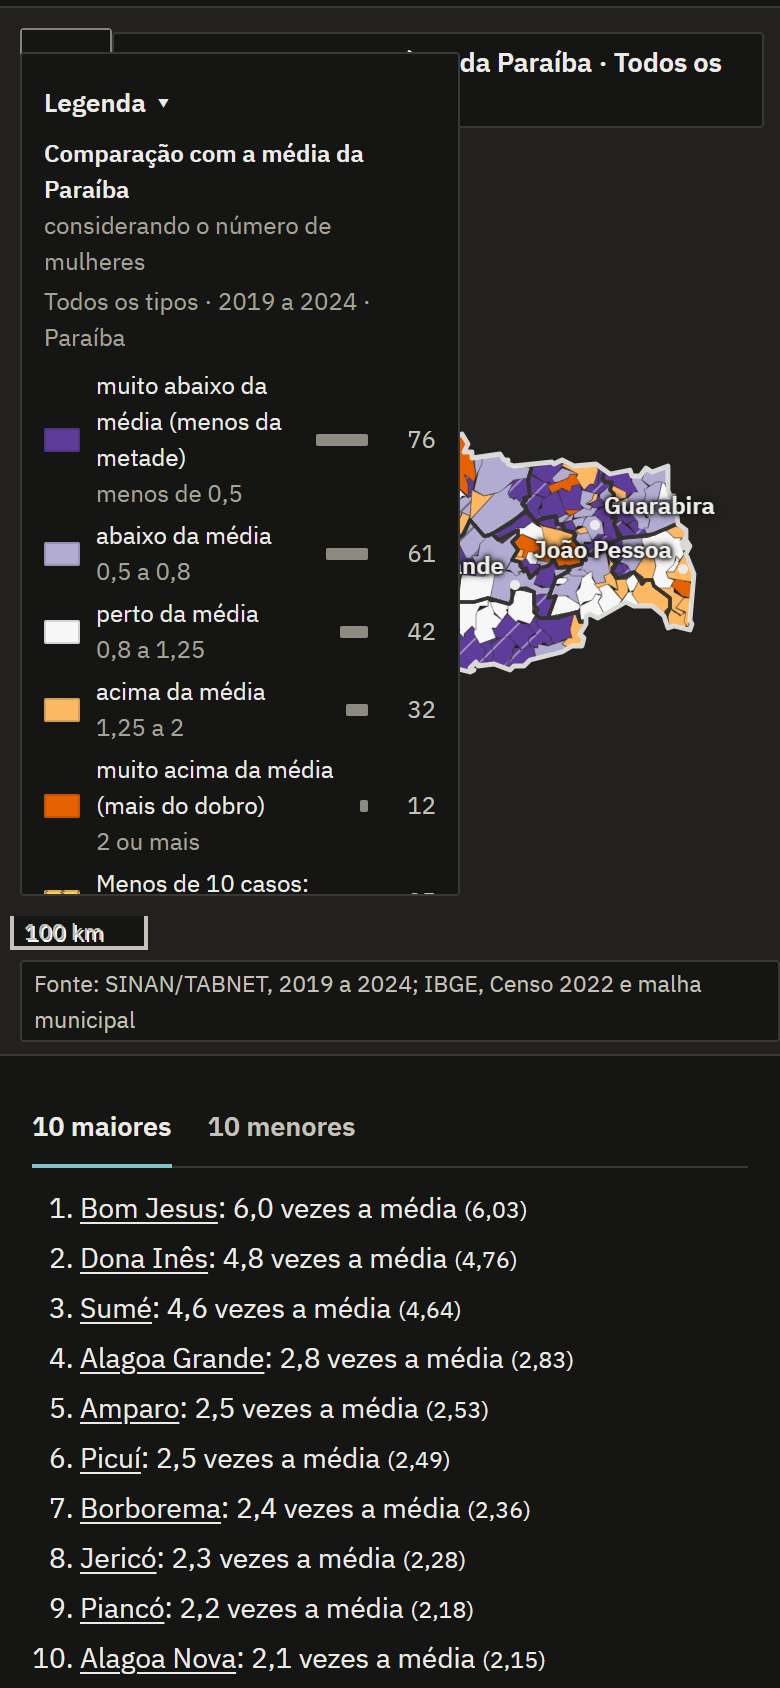 da Paraíba · Todos os
Legenda ▼
Comparação com a média da
Paraíba
considerando o número de
mulheres
Todos os tipos · 2019 a 2024 ·
Paraíba
muito abaixo da
média (menos da
metade)
76
menos de 0,5
abaixo da média
61
0,5 a 0,8
perto da média
42
0,8 a 1,25
acima da média
32
1,25 a 2
muito acima da média
(mais do dobro)
12
2 ou mais
Menos de 10 casos:
Guarabira
João Pessoa
nde
100 km
Fonte: SINAN/TABNET, 2019 a 2024; IBGE, Censo 2022 e malha
municipal
10 maiores 10 menores
1. Bom Jesus: 6,0 vezes a média (6,03)
2. Dona Inês: 4,8 vezes a média (4,76)
3. Sumé: 4,6 vezes a média (4,64)
4. Alagoa Grande: 2,8 vezes a média (2,83)
5. Amparo: 2,5 vezes a média (2,53)
6. Picuí: 2,5 vezes a média (2,49)
7. Borborema: 2,4 vezes a média (2,36)
8. Jericó: 2,3 vezes a média (2,28)
9. Piancó: 2,2 vezes a média (2,18)
10. Alagoa Nova: 2,1 vezes a média (2,15)